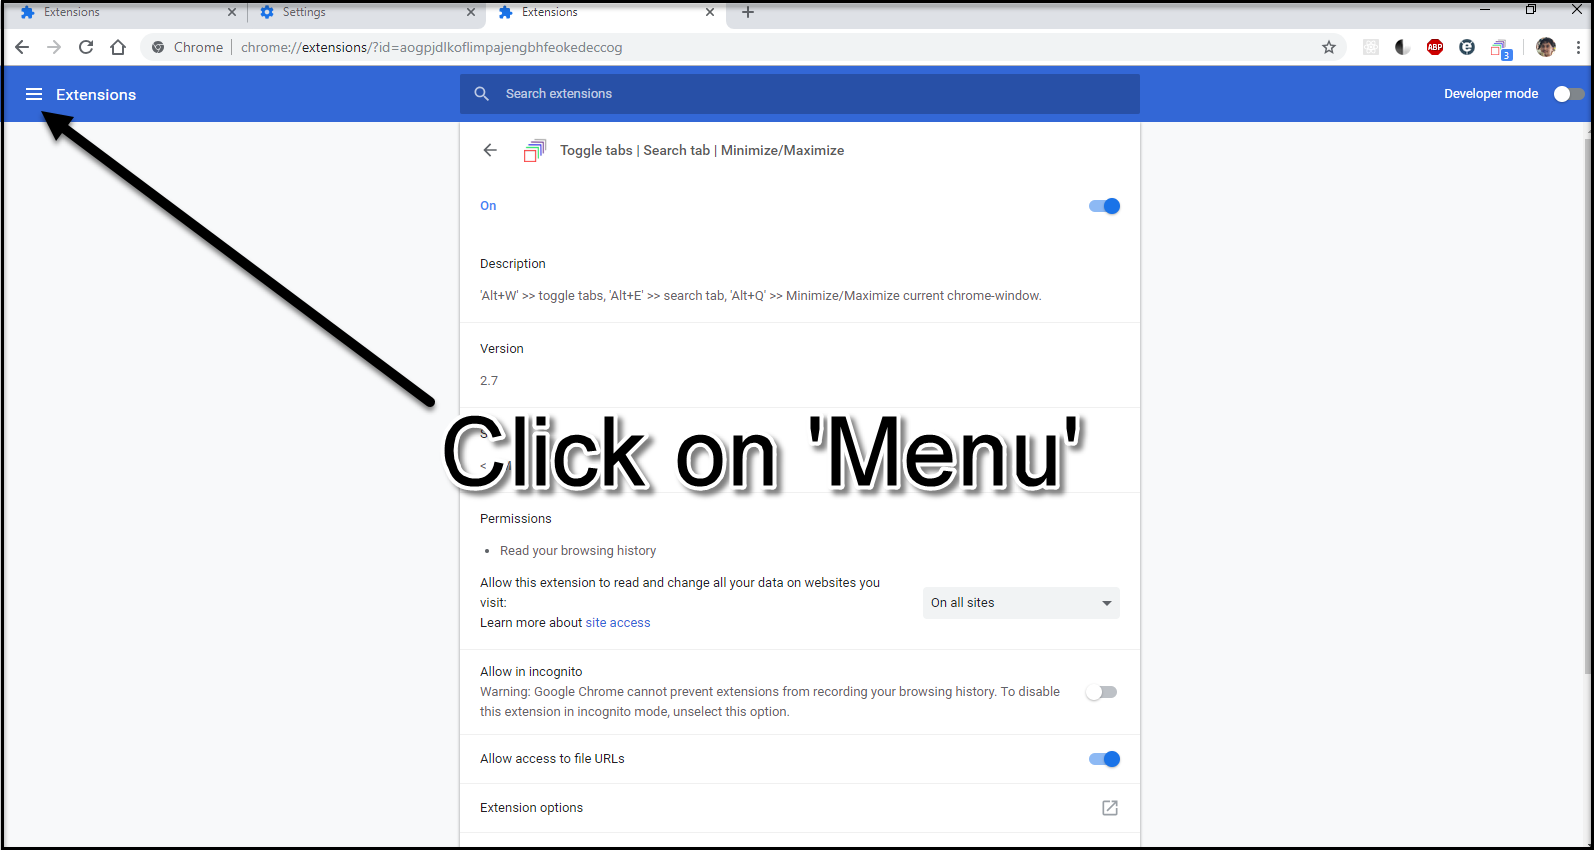 Extensions
Settings
Extensions
Chrome
chrome://extensions/?id=aogpjdlkoflimpajengbhfeokedeccog
ABP
3
Extensions
Search extensions
Developer mode
Toggle tabs | Search tab | Minimize/Maximize
On
Description
'Alt+W' >> toggle tabs, 'Alt+E' >> search tab, 'Alt+Q' >> Minimize/Maximize current chrome-window.
Version
2.7
Click on 'Menu'
Permissions
• Read your browsing history
Allow this extension to read and change all your data on websites you
visit:
On all sites
Learn more about site access
Allow in incognito
Warning: Google Chrome cannot prevent extensions from recording your browsing history. To disable
this extension in incognito mode, unselect this option.
Allow access to file URLs
Extension options